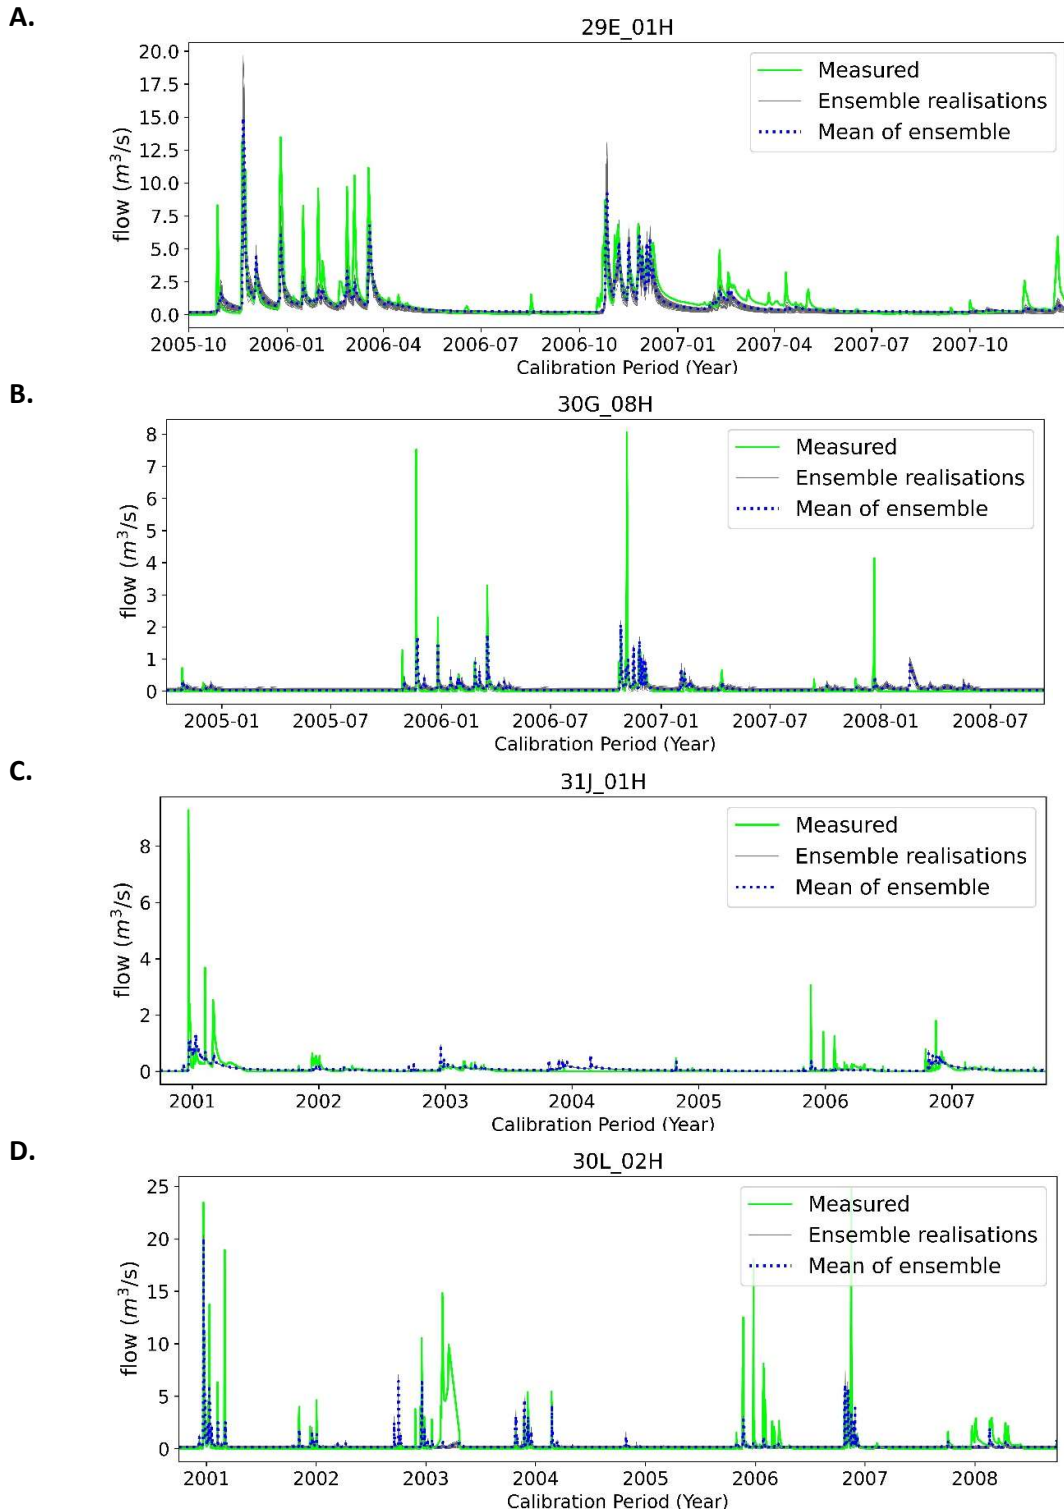 A.
29E_01H
20.0
17.5
15.0
12.5
10.0
7.5
5.0
2.5
0.0
flow (m³/s)
Measured
Ensemble realisations
Mean of ensemble
2005-10 2006-01 2006-04 2006-07 2006-10 2007-01 2007-04 2007-07 2007-10
Calibration Period (Year)
B.
30G_08H
8
7
6
5
4
3
2
1
0
flow (m³/s)
Measured
Ensemble realisations
Mean of ensemble
2005-01 2005-07 2006-01 2006-07 2007-01 2007-07 2008-01 2008-07
Calibration Period (Year)
C.
31J_01H
8
6
4
2
0
flow (m³/s)
Measured
Ensemble realisations
Mean of ensemble
2001 2002 2003 2004 2005 2006 2007
Calibration Period (Year)
D.
30L_02H
25
20
15
10
5
0
flow (m³/s)
Measured
Ensemble realisations
Mean of ensemble
2001 2002 2003 2004 2005 2006 2007 2008
Calibration Period (Year)